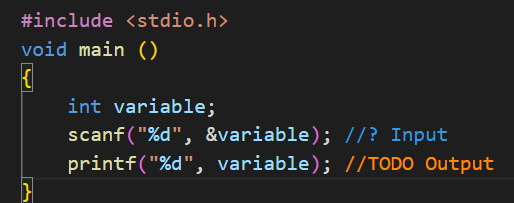 #include <stdio.h>
void main ()
{
    int variable;
    scanf("%d", &variable); //? Input
    printf("%d", variable); //TODO Output
}